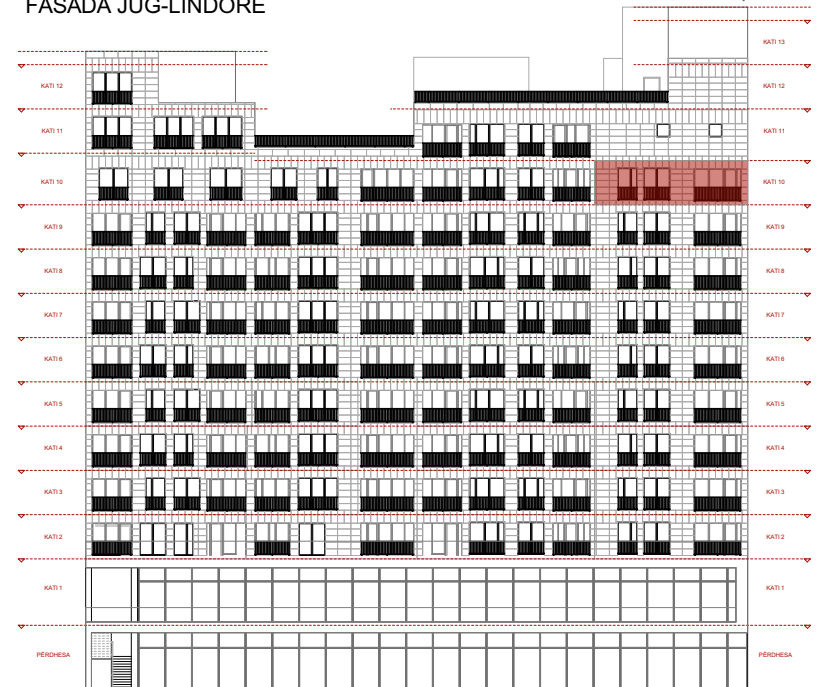 FASADA JUG-LINDORE
KATI 13
KATI 12
KATI 12
KATI 11
KATI 11
KATI 10
KATI 10
KATI 9
KATI 9
KATI 8
KATI 8
KATI 7
KATI 7
KATI 6
KATI 6
KATI 5
KATI 5
KATI 4
KATI 4
KATI 3
KATI 3
KATI 2
KATI 2
KATI 1
KATI 1
PËRDHESA
PËRDHESA